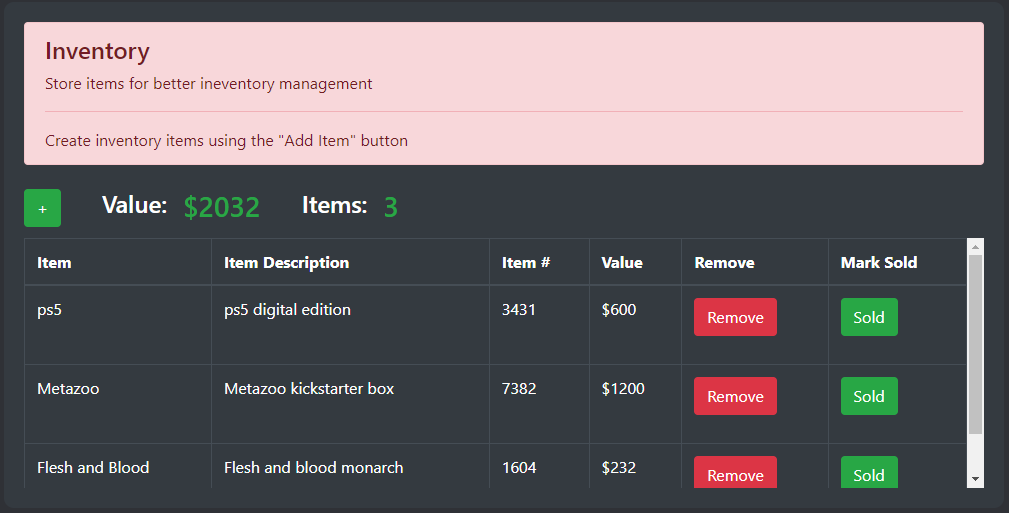 Inventory
Store items for better ineventory management
Create inventory items using the "Add Item" button
+ Value: $2032 Items: 3
Item Item Description Item # Value Remove Mark Sold
ps5 ps5 digital edition 3431 $600 Remove Sold
Metazoo Metazoo kickstarter box 7382 $1200 Remove Sold
Flesh and Blood Flesh and blood monarch 1604 $232 Remove Sold